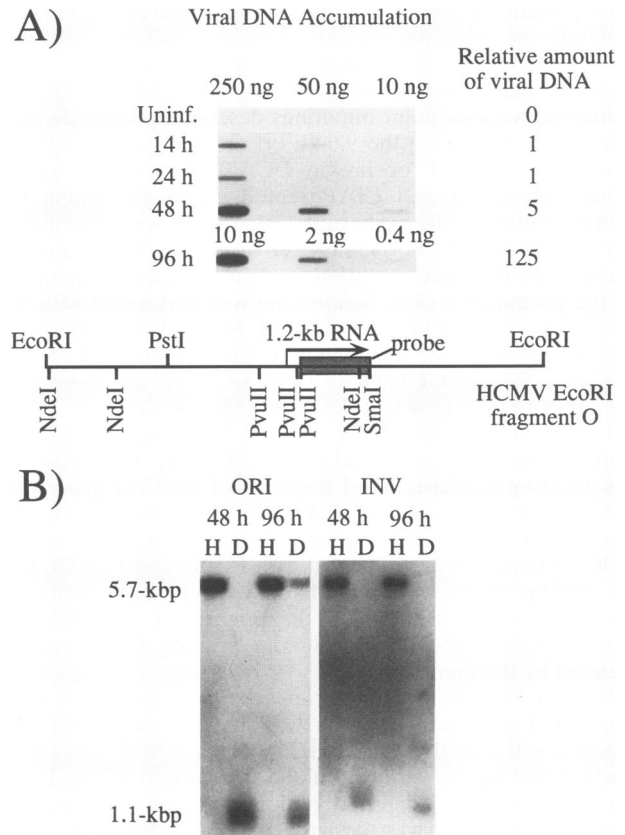 A)
Viral DNA Accumulation
Relative amount
of viral DNA
250 ng 50 ng 10 ng
Uninf. 0
14 h 1
24 h 1
48 h 5
10 ng 2 ng 0.4 ng
96 h 125
1.2-kb RNA
EcoRI PstI probe EcoRI
NdeI NdeI PvuII PvuII PvuII NdeI SmaI
HCMV EcoRI
fragment O
B)
ORI INV
48 h 96 h 48 h 96 h
H D H D H D H D
5.7-kbp
1.1-kbp